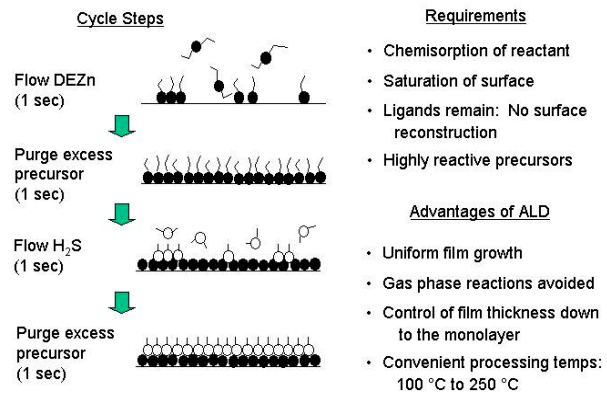 Cycle Steps
Flow DEZn
(1 sec)
Purge excess
precursor
(1 sec)
Flow H₂S
(1 sec)
Purge excess
precursor
(1 sec)
Requirements
• Chemisorption of reactant
• Saturation of surface
• Ligands remain: No surface
reconstruction
• Highly reactive precursors
Advantages of ALD
• Uniform film growth
• Gas phase reactions avoided
• Control of film thickness down
to the monolayer
• Convenient processing temps:
100 °C to 250 °C